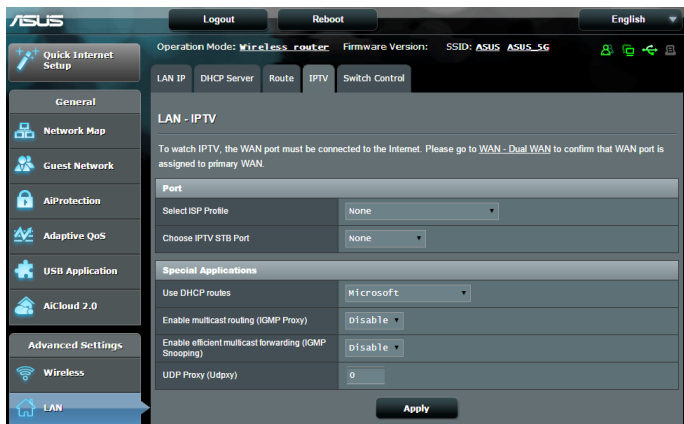 ASUS
Logout
Reboot
English
Quick Internet
Setup
Operation Mode: Wireless router Firmware Version: SSID: ASUS ASUS_5G
LAN IP
DHCP Server
Route
IPTV
Switch Control
General
Network Map
Guest Network
AiProtection
Adaptive QoS
USB Application
AiCloud 2.0
Advanced Settings
Wireless
LAN
LAN - IPTV
To watch IPTV, the WAN port must be connected to the Internet. Please go to WAN - Dual WAN to confirm that WAN port is
assigned to primary WAN.
Port
Select ISP Profile
None
Choose IPTV STB Port
None
Special Applications
Use DHCP routes
Microsoft
Enable multicast routing (IGMP Proxy)
Disable
Enable efficient multicast forwarding (IGMP
Snooping)
Disable
UDP Proxy (Udpxy)
0
Apply